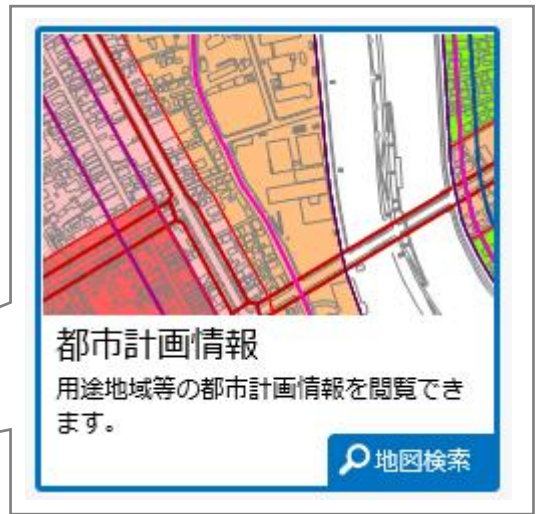 都市計画情報
用途地域等の都市計画情報を閲覧でき
ます。
地図検索